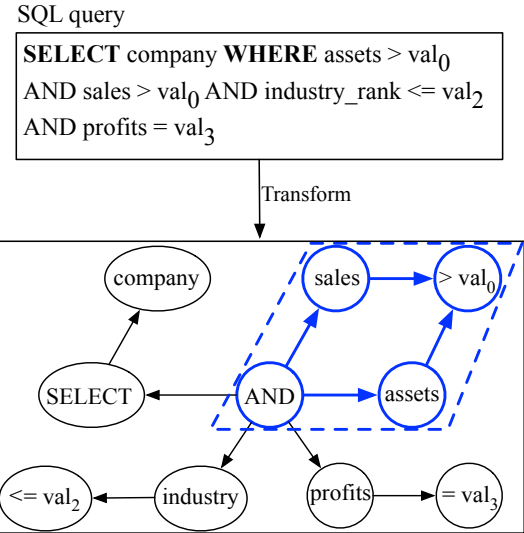 SQL query
SELECT company WHERE assets > val0
AND sales > val0 AND industry_rank <= val2
AND profits = val3
Transform
company
sales
> val0
SELECT
AND
assets
<= val2
industry
profits
= val3